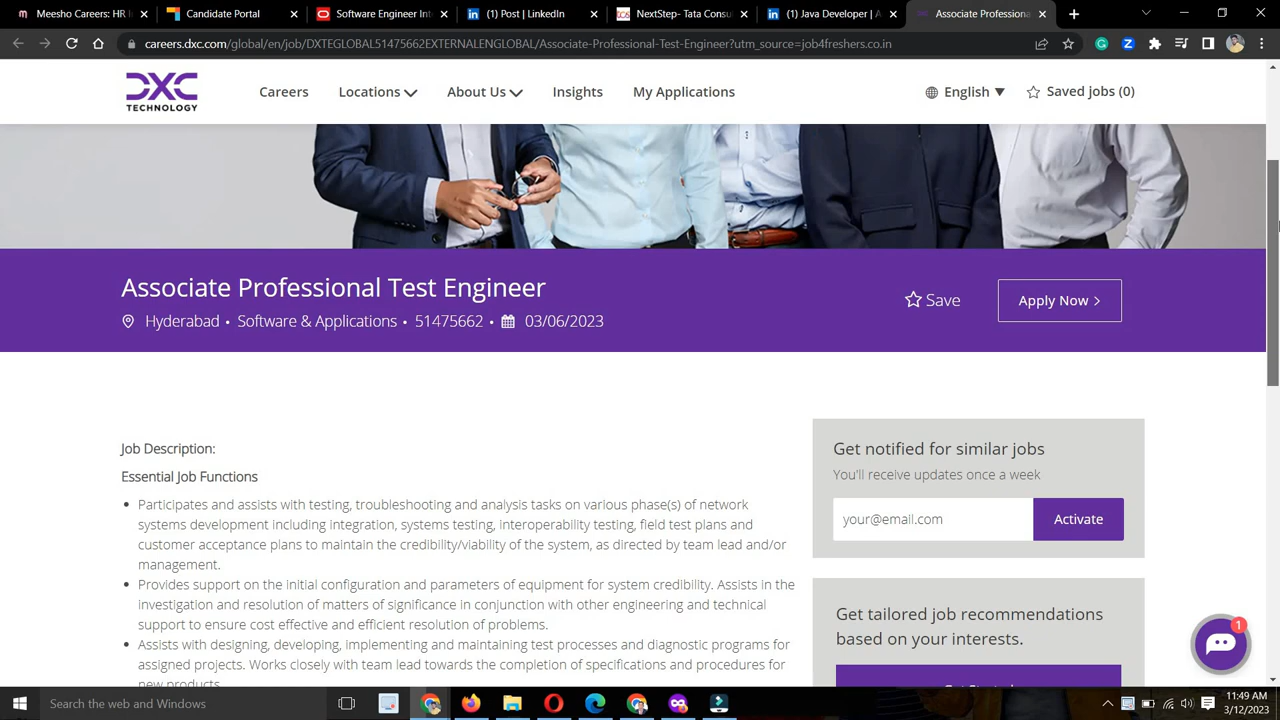 Meesho Careers: HR
Candidate Portal
Software Engineer Int
(1) Post | LinkedIn
NextStep- Tata Consul
(1) Java Developer | A
Associate Professiona
careers.dxc.com/global/en/job/DXTEGLOBAL51475662EXTERNALENGLOBAL/Associate-Professional-Test-Engineer?utm_source=job4freshers.co.in
DXC
TECHNOLOGY
Careers
Locations
About Us
Insights
My Applications
English
Saved jobs (0)
Associate Professional Test Engineer
Hyderabad • Software & Applications • 51475662 • 03/06/2023
Save
Apply Now
Job Description:
Essential Job Functions
• Participates and assists with testing, troubleshooting and analysis tasks on various phase(s) of network
systems development including integration, systems testing, interoperability testing, field test plans and
customer acceptance plans to maintain the credibility/viability of the system, as directed by team lead and/or
management.
• Provides support on the initial configuration and parameters of equipment for system credibility. Assists in the
investigation and resolution of matters of significance in conjunction with other engineering and technical
support to ensure cost effective and efficient resolution of problems.
• Assists with designing, developing, implementing and maintaining test processes and diagnostic programs for
assigned projects. Works closely with team lead towards the completion of specifications and procedures for
new products.
Get notified for similar jobs
You'll receive updates once a week
your@email.com
Activate
Get tailored job recommendations
based on your interests.
1
Search the web and Windows
11:49 AM
3/12/2023